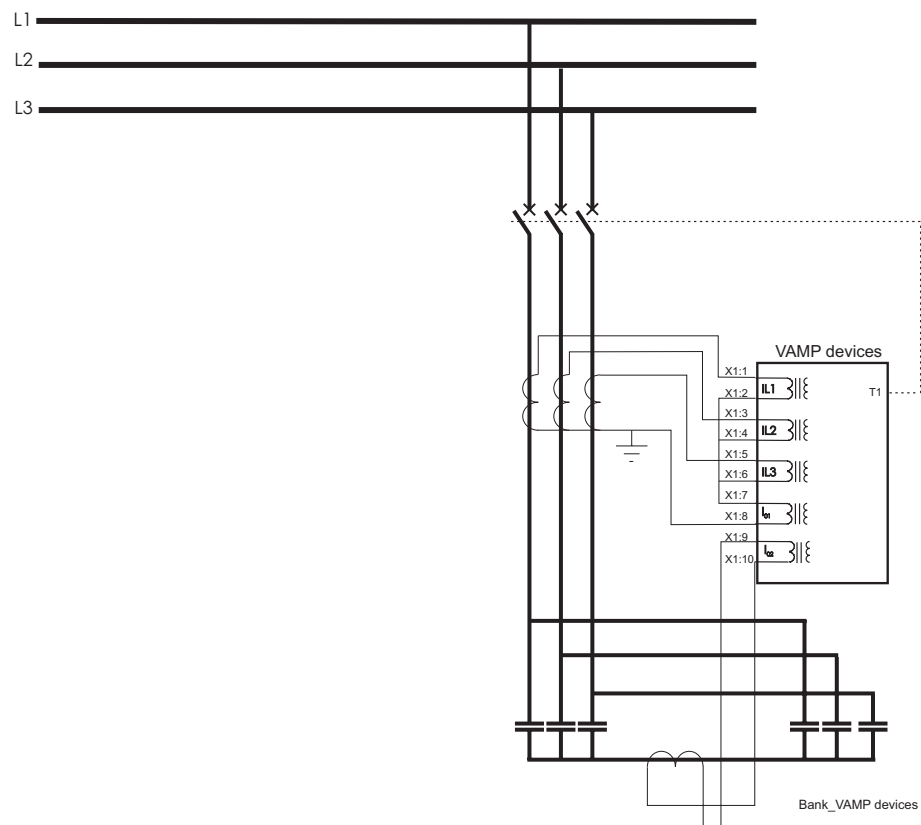 L1
L2
L3
VAMP devices
X1:1
IL1
T1
X1:2
X1:3
IL2
X1:4
X1:5
IL3
X1:6
X1:7
I01
X1:8
X1:9
I02
X1:10
Bank_VAMP devices